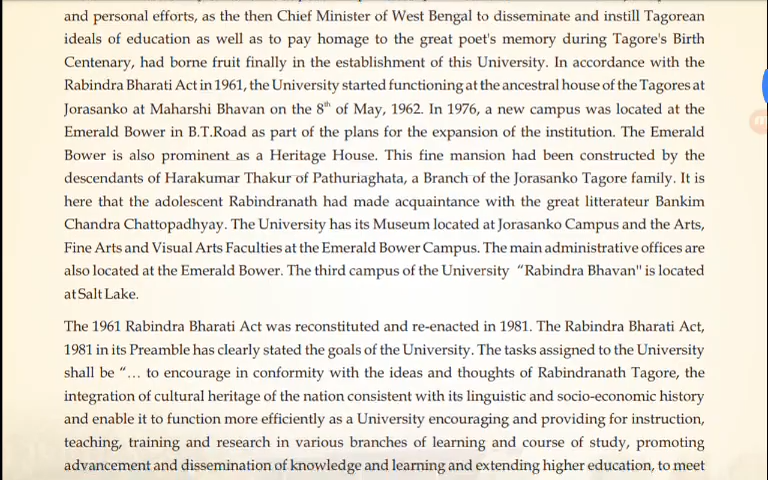 and personal efforts, as the then Chief Minister of West Bengal to disseminate and instill Tagorean
ideals of education as well as to pay homage to the great poet's memory during Tagore's Birth
Centenary, had borne fruit finally in the establishment of this University. In accordance with the
Rabindra Bharati Act in 1961, the University started functioning at the ancestral house of the Tagores at
Jorasanko at Maharshi Bhavan on the 8th of May, 1962. In 1976, a new campus was located at the
Emerald Bower in B.T.Road as part of the plans for the expansion of the institution. The Emerald
Bower is also prominent as a Heritage House. This fine mansion had been constructed by the
descendants of Harakumar Thakur of Pathuriaghata, a Branch of the Jorasanko Tagore family. It is
here that the adolescent Rabindranath had made acquaintance with the great litterateur Bankim
Chandra Chattopadhyay. The University has its Museum located at Jorasanko Campus and the Arts,
Fine Arts and Visual Arts Faculties at the Emerald Bower Campus. The main administrative offices are
also located at the Emerald Bower. The third campus of the University “Rabindra Bhavan" is located
at Salt Lake.
The 1961 Rabindra Bharati Act was reconstituted and re-enacted in 1981. The Rabindra Bharati Act,
1981 in its Preamble has clearly stated the goals of the University. The tasks assigned to the University
shall be “… to encourage in conformity with the ideas and thoughts of Rabindranath Tagore, the
integration of cultural heritage of the nation consistent with its linguistic and socio-economic history
and enable it to function more efficiently as a University encouraging and providing for instruction,
teaching, training and research in various branches of learning and course of study, promoting
advancement and dissemination of knowledge and learning and extending higher education, to meet